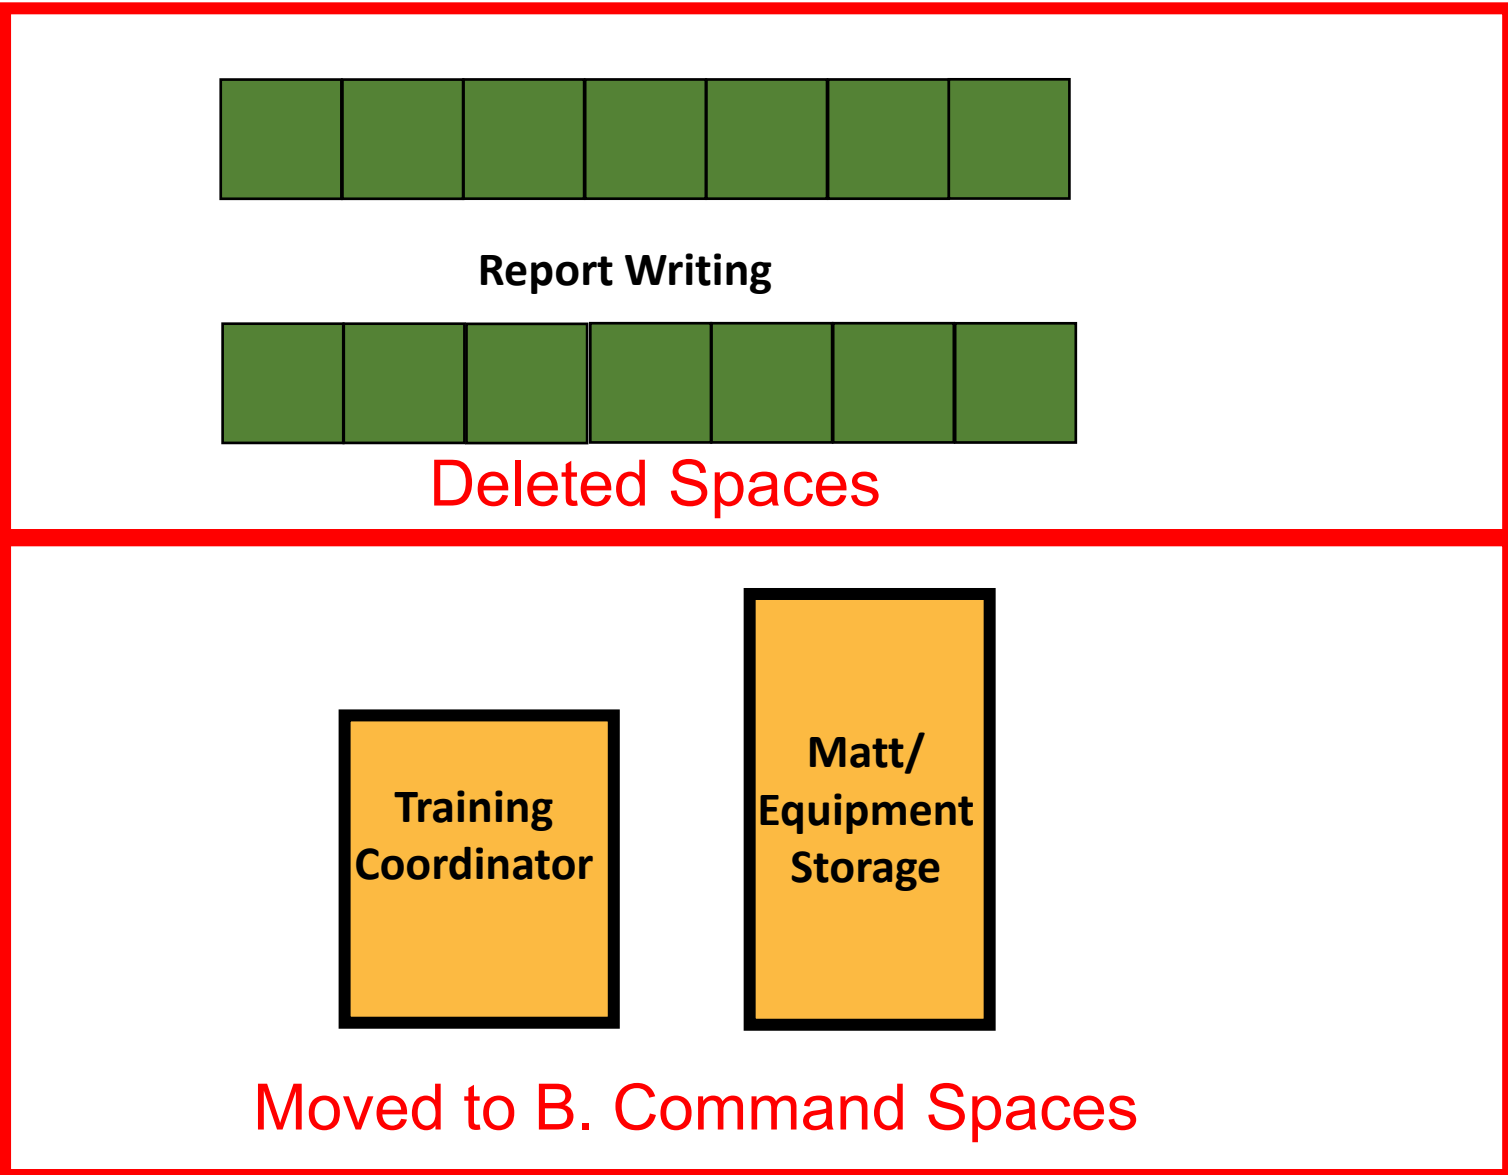 Report Writing
Deleted Spaces
Training
Coordinator
Matt/
Equipment
Storage
Moved to B. Command Spaces